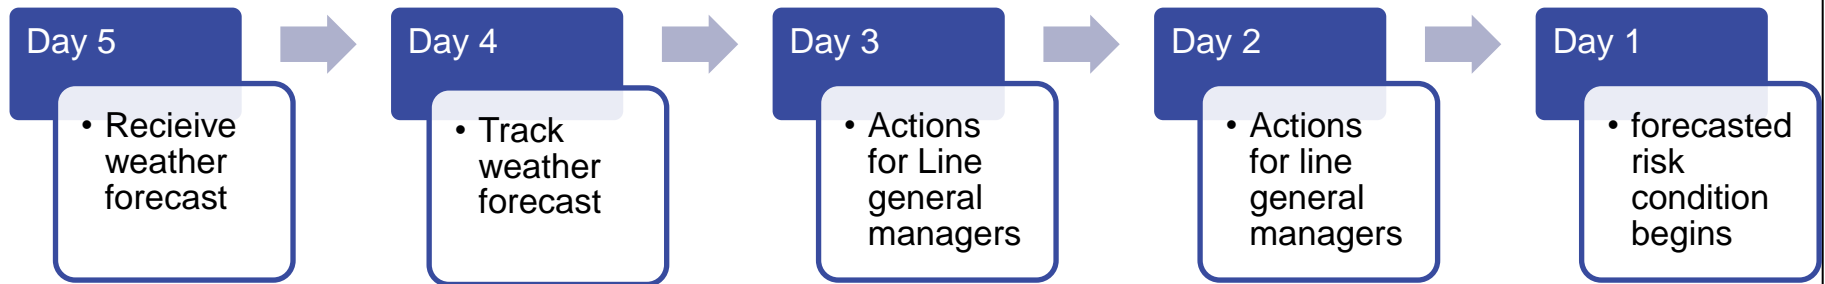 Day 5
• Recieive
weather
forecast
Day 4
• Track
weather
forecast
Day 3
• Actions
for Line
general
managers
Day 2
• Actions
for line
general
managers
Day 1
• forecasted
risk
condition
begins